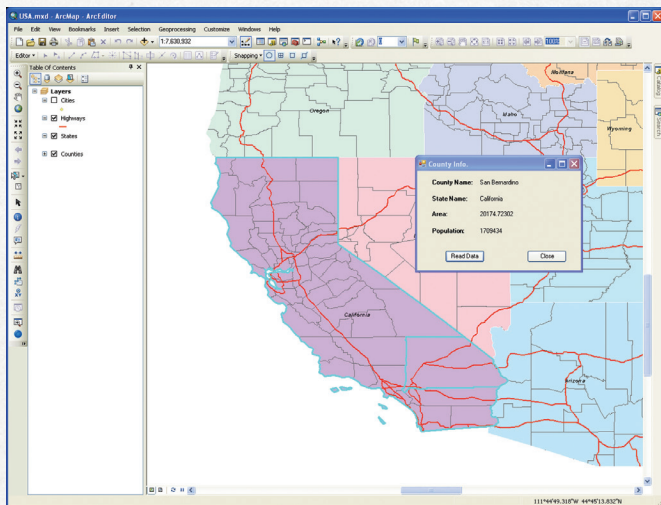 USA.mxd - ArcMap - ArcEditor
File Edit View Bookmarks Insert Selection Geoprocessing Customize Windows Help
1:7,630,932
Editor Snapping
Table Of Contents
Layers
Cities
Highways
States
Counties
Montana
Oregon
Idaho
Wyoming
County Info.
County Name: San Bernardino
State Name: California
Area: 20174.72302
Population: 1709434
Read Data Close
California
Arizona
Catalog
Search
111°44'49.318"W 44°45'13.832"N